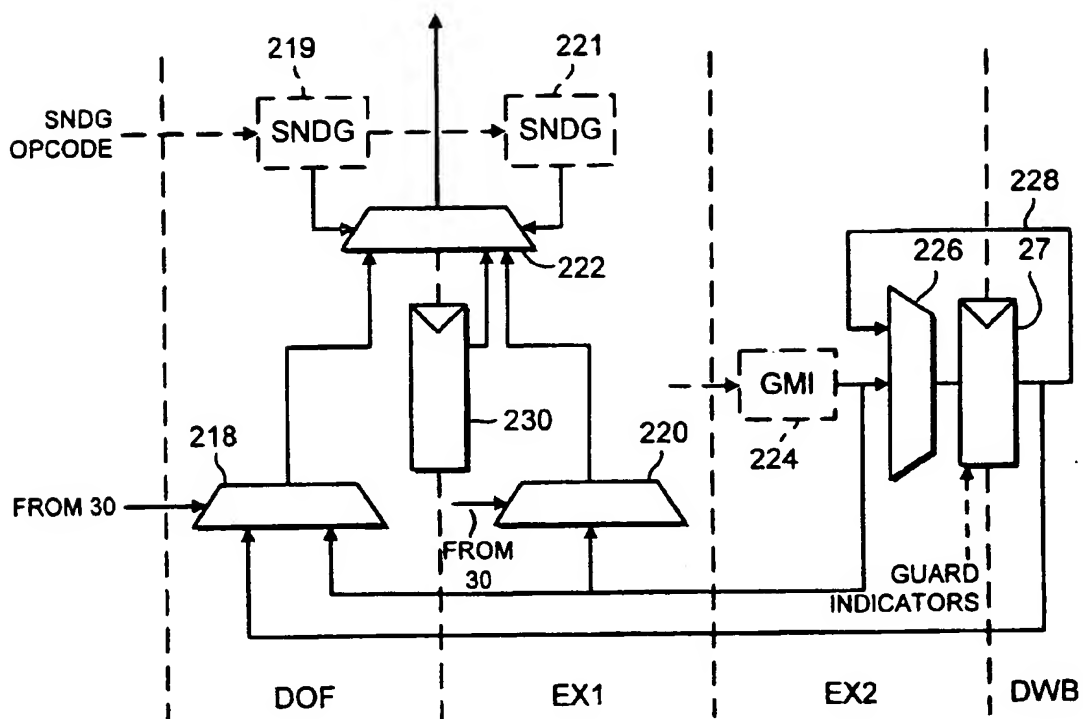 219
221
SNDG
OPCODE
SNDG
SNDG
228
222
226
27
GMI
218
230
220
224
FROM 30
FROM
30
GUARD
INDICATORS
DOF
EX1
EX2
DWB